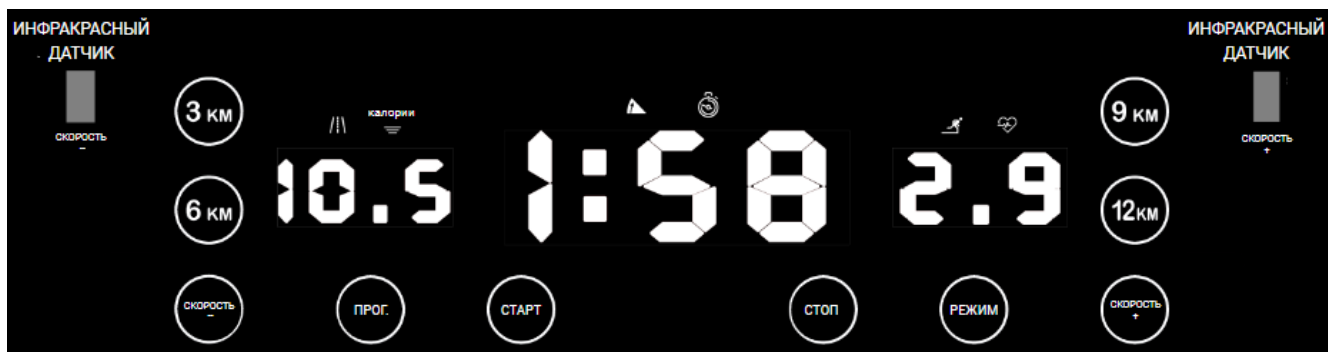 ИНФРАКРАСНЫЙ
ДАТЧИК
СКОРОСТЬ
–
3 КМ
6 КМ
СКОРОСТЬ
–
калории
10.5
ПРОГ.
1:58
СТАРТ
СТОП
2.9
РЕЖИМ
9 КМ
12КМ
СКОРОСТЬ
+
ИНФРАКРАСНЫЙ
ДАТЧИК
СКОРОСТЬ
+